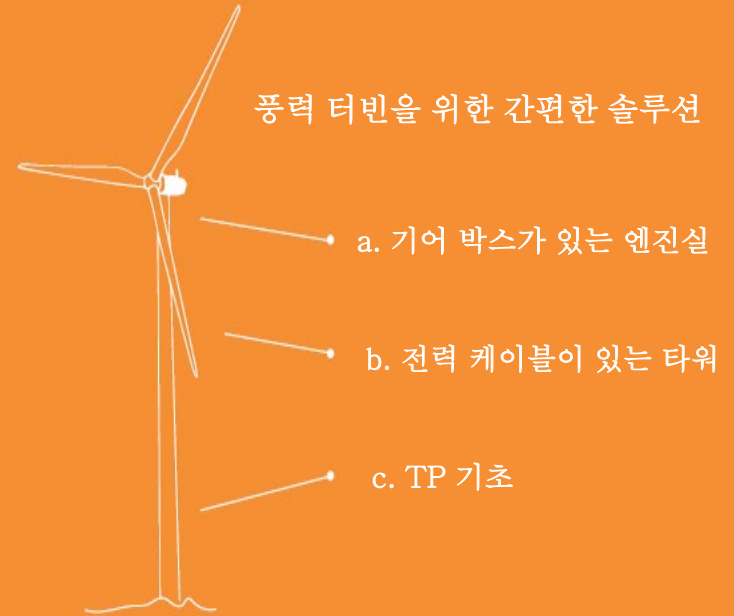 풍력 터빈을 위한 간편한 솔루션
a. 기어 박스가 있는 엔진실
b. 전력 케이블이 있는 타워
c. TP 기초